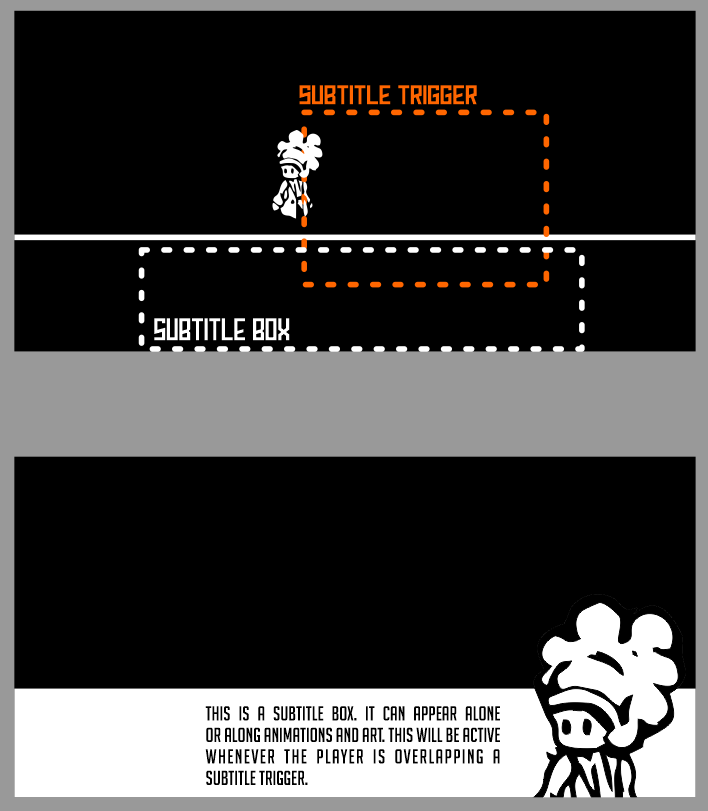 SUBTITLE TRIGGER
SUBTITLE BOX
THIS IS A SUBTITLE BOX. IT CAN APPEAR ALONE
OR ALONG ANIMATIONS AND ART. THIS WILL BE ACTIVE
WHENEVER THE PLAYER IS OVERLAPPING A
SUBTITLE TRIGGER.